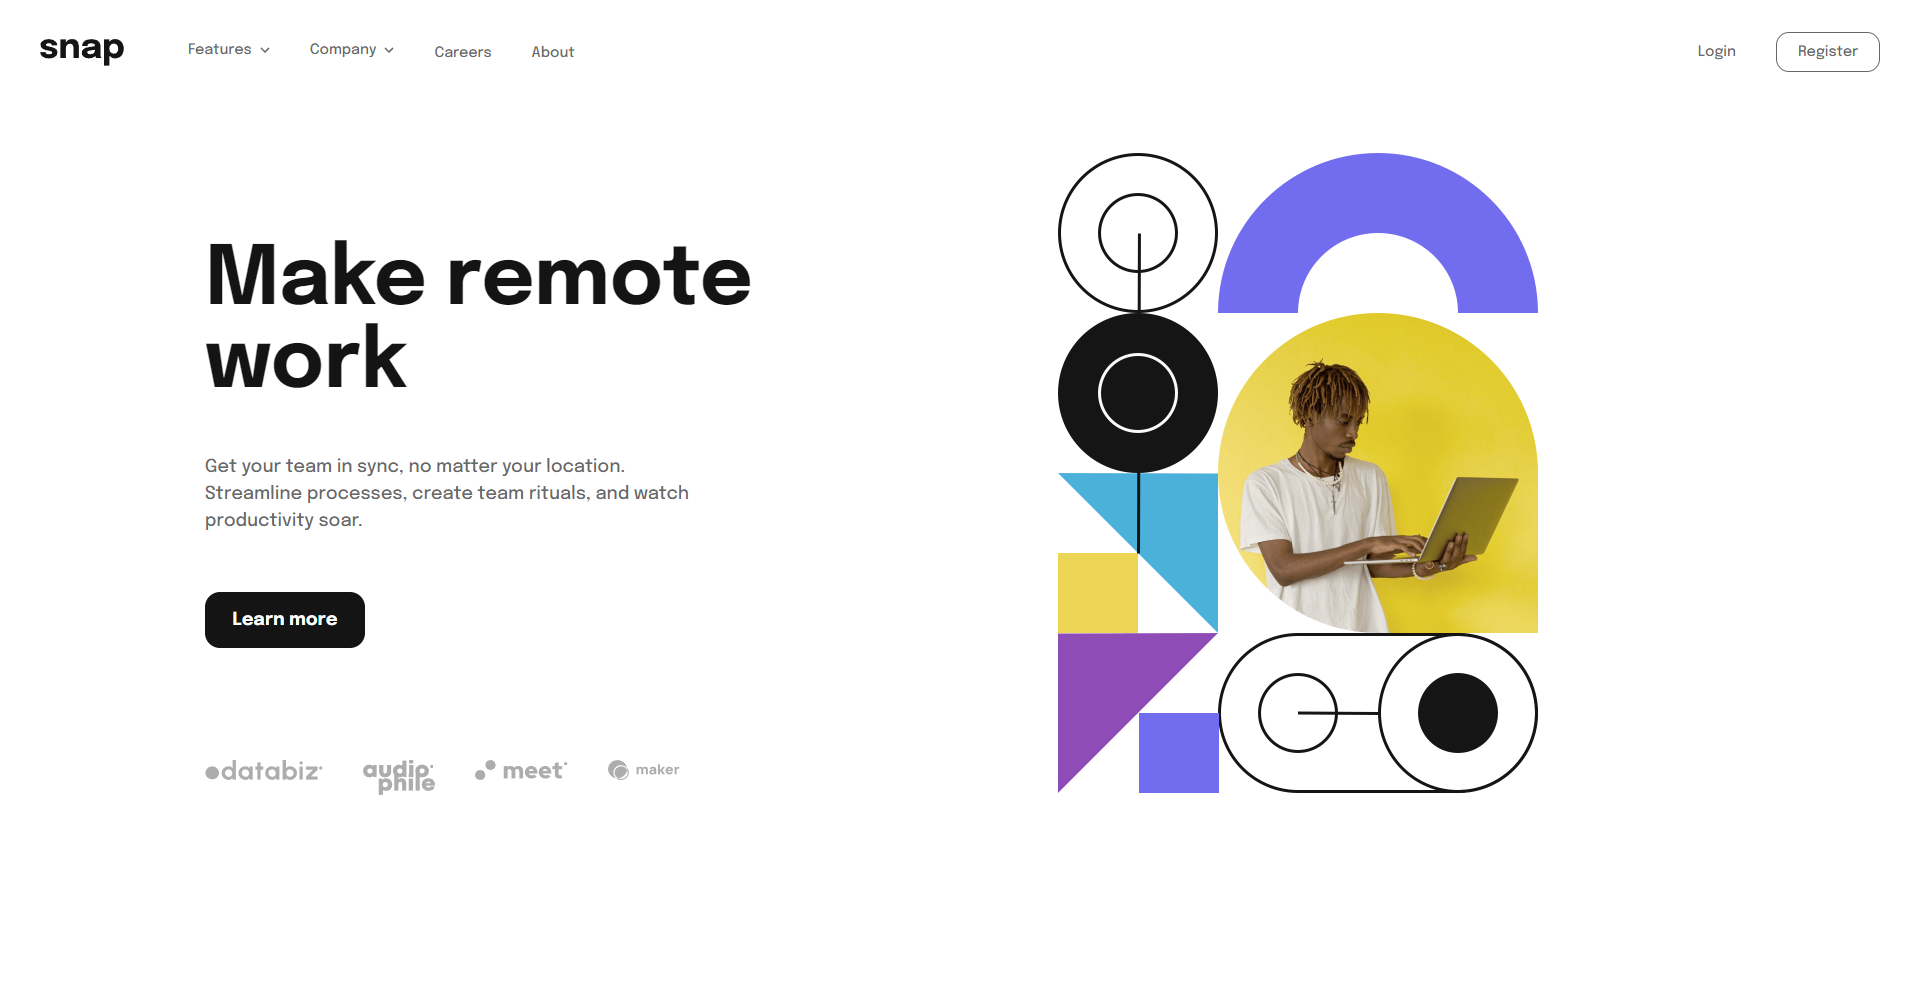 snap
Features
Company
Careers
About
Login
Register
Make remote
work
Get your team in sync, no matter your location.
Streamline processes, create team rituals, and watch
productivity soar.
Learn more
databiz
audio
phile
meet
maker